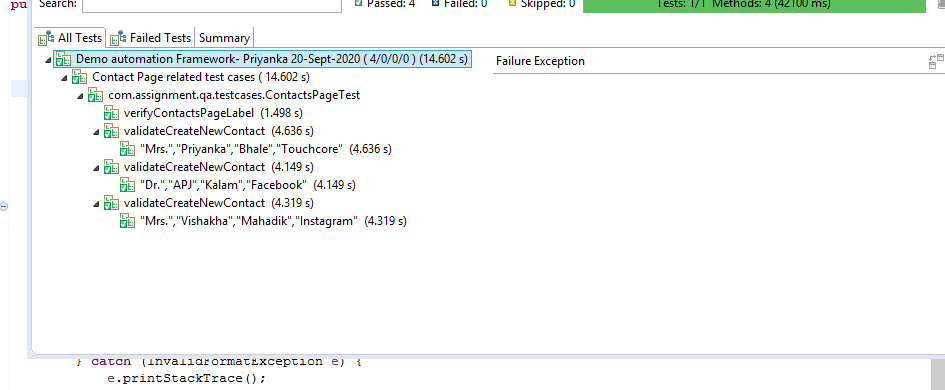 pu
Search: Passed: 4 Failed: 0 Skipped: 0 Tests: 1/1 Methods: 4 (42100 ms)
All Tests Failed Tests Summary
Demo automation Framework- Priyanka 20-Sept-2020 ( 4/0/0/0 ) (14.602 s)
Failure Exception
Contact Page related test cases ( 14.602 s)
com.assignment.qa.testcases.ContactsPageTest
verifyContactsPageLabel (1.498 s)
validateCreateNewContact (4.636 s)
"Mrs.","Priyanka","Bhale","Touchcore" (4.636 s)
validateCreateNewContact (4.149 s)
"Dr.","APJ","Kalam","Facebook" (4.149 s)
validateCreateNewContact (4.319 s)
"Mrs.","Vishakha","Mahadik","Instagram" (4.319 s)
} catch (InvalidFormatException e) {
e.printStackTrace();